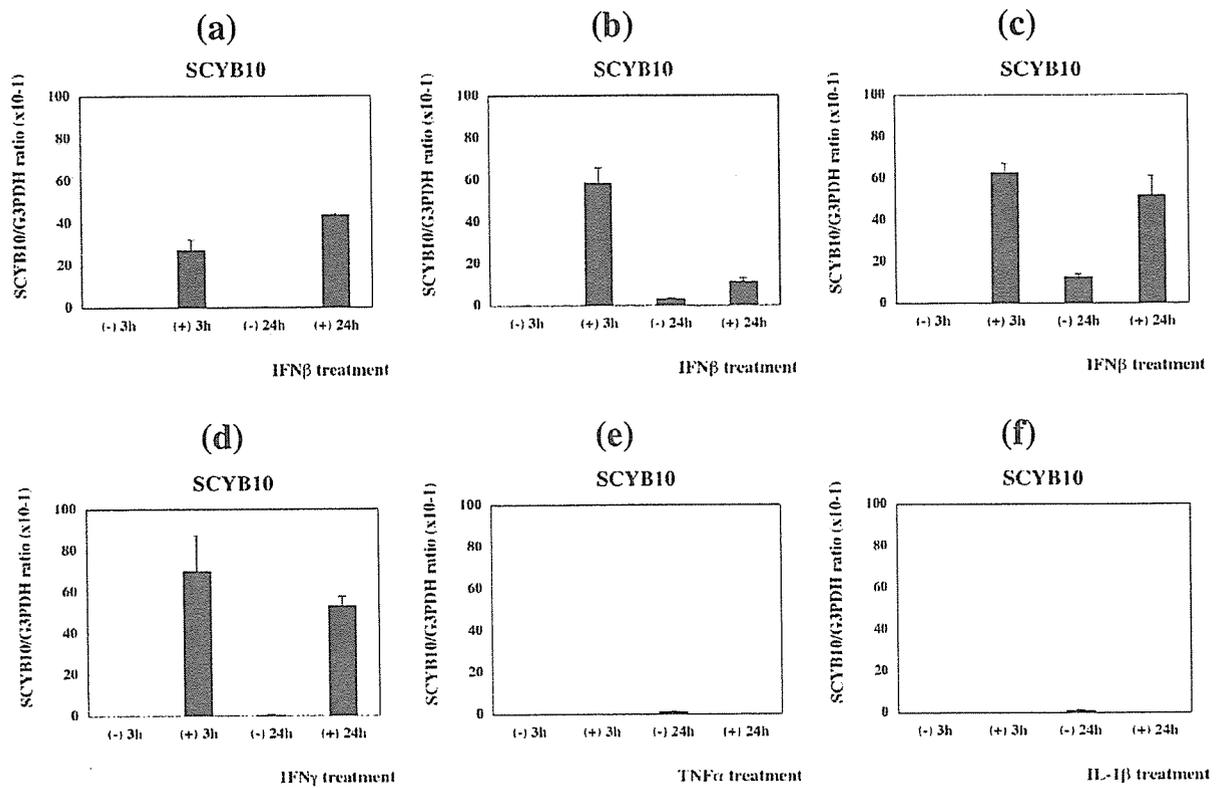 (a)
SCYB10
SCYB10/G3PDH ratio (x10-1)
100
80
60
40
20
0
(-) 3h (+) 3h (-) 24h (+) 24h
IFNβ treatment
(b)
SCYB10
SCYB10/G3PDH ratio (x10-1)
100
80
60
40
20
0
(-) 3h (+) 3h (-) 24h (+) 24h
IFNβ treatment
(c)
SCYB10
SCYB10/G3PDH ratio (x10-1)
100
80
60
40
20
0
(-) 3h (+) 3h (-) 24h (+) 24h
IFNβ treatment
(d)
SCYB10
SCYB10/G3PDH ratio (x10-1)
100
80
60
40
20
0
(-) 3h (+) 3h (-) 24h (+) 24h
IFNγ treatment
(e)
SCYB10
SCYB10/G3PDH ratio (x10-1)
100
80
60
40
20
0
(-) 3h (+) 3h (-) 24h (+) 24h
TNFα treatment
(f)
SCYB10
SCYB10/G3PDH ratio (x10-1)
100
80
60
40
20
0
(-) 3h (+) 3h (-) 24h (+) 24h
IL-1β treatment